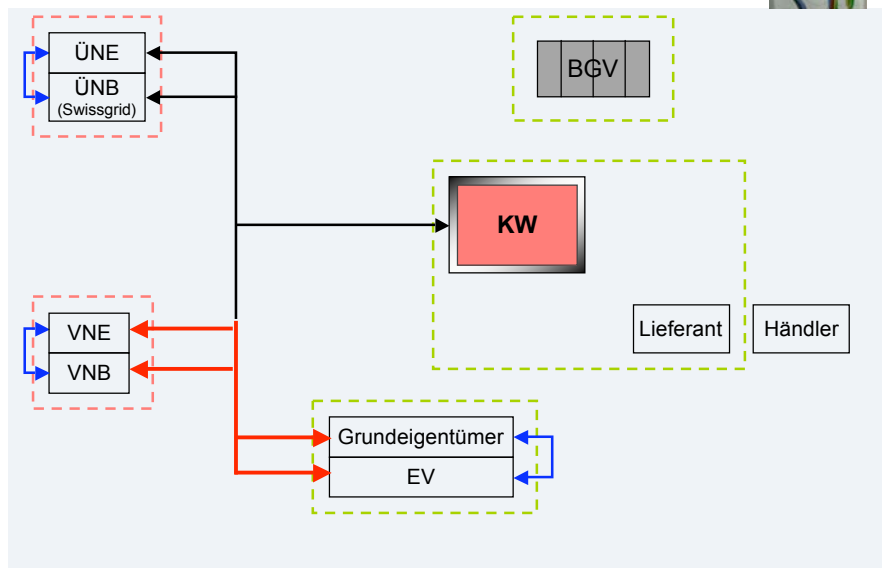 ÜNE
ÜNB
(Swissgrid)
BGV
KW
VNE
VNB
Lieferant
Händler
Grundeigentümer
EV